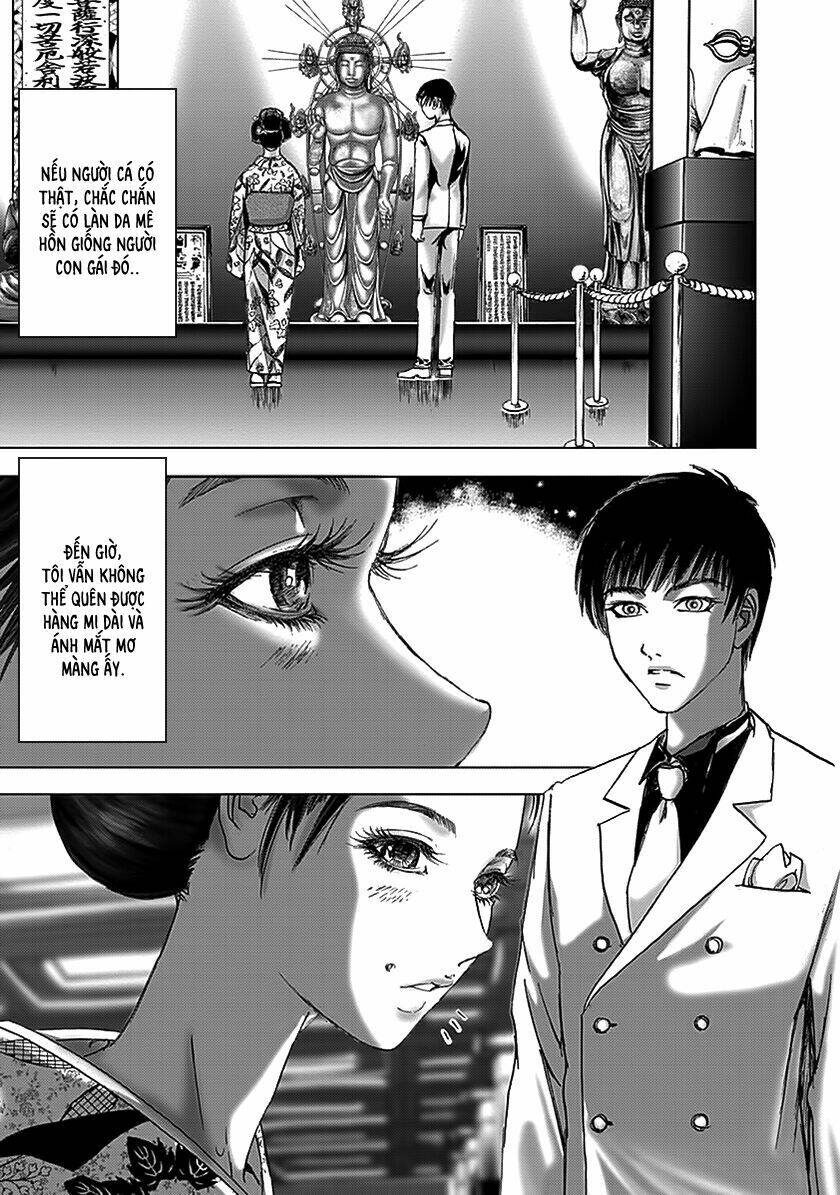 NẾU NGƯỜI CÁ CÓ
THẬT, CHẮC CHẮN
SẼ CÓ LÀN DA MÊ
HỒN GIỐNG NGƯỜI
CON GÁI ĐÓ..
ĐẾN GIỜ,
TÔI VẪN KHÔNG
THỂ QUÊN ĐƯỢC
HÀNG MI DÀI VÀ
ÁNH MẮT MƠ
MÀNG ẤY.